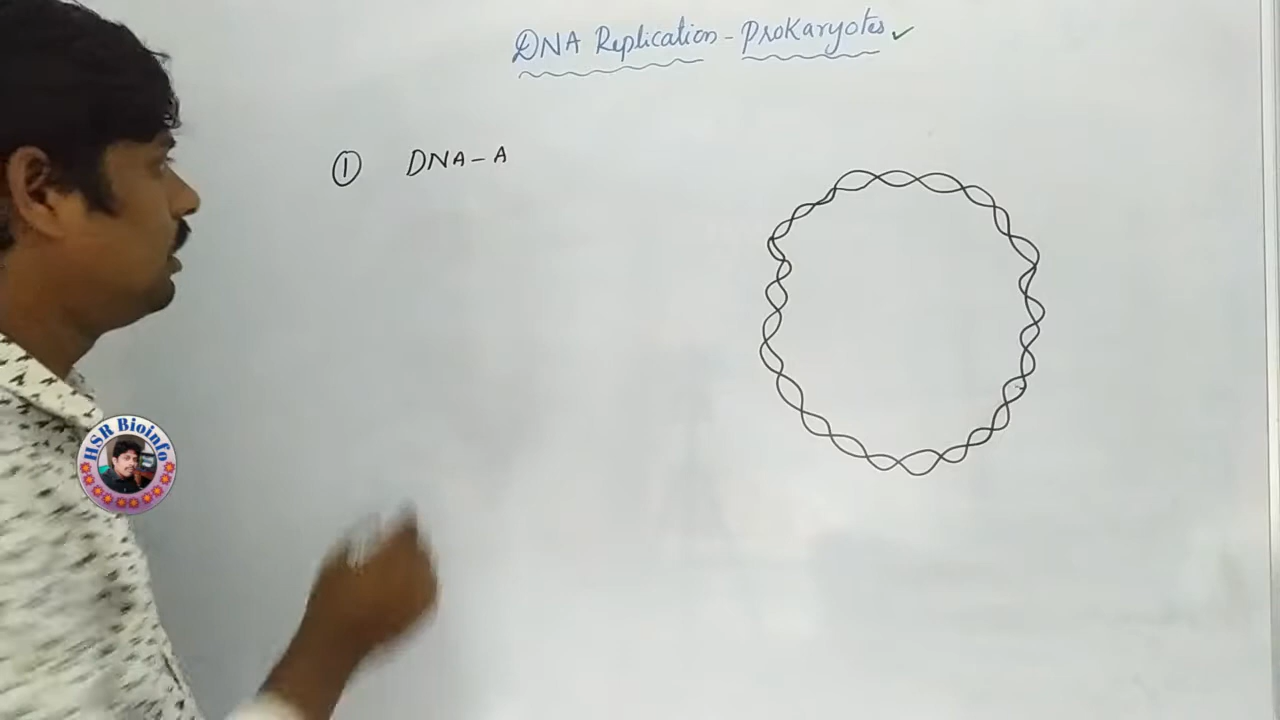 DNA Replication - Prokaryotes ✓
① DNA-A
HSR Bioinfo